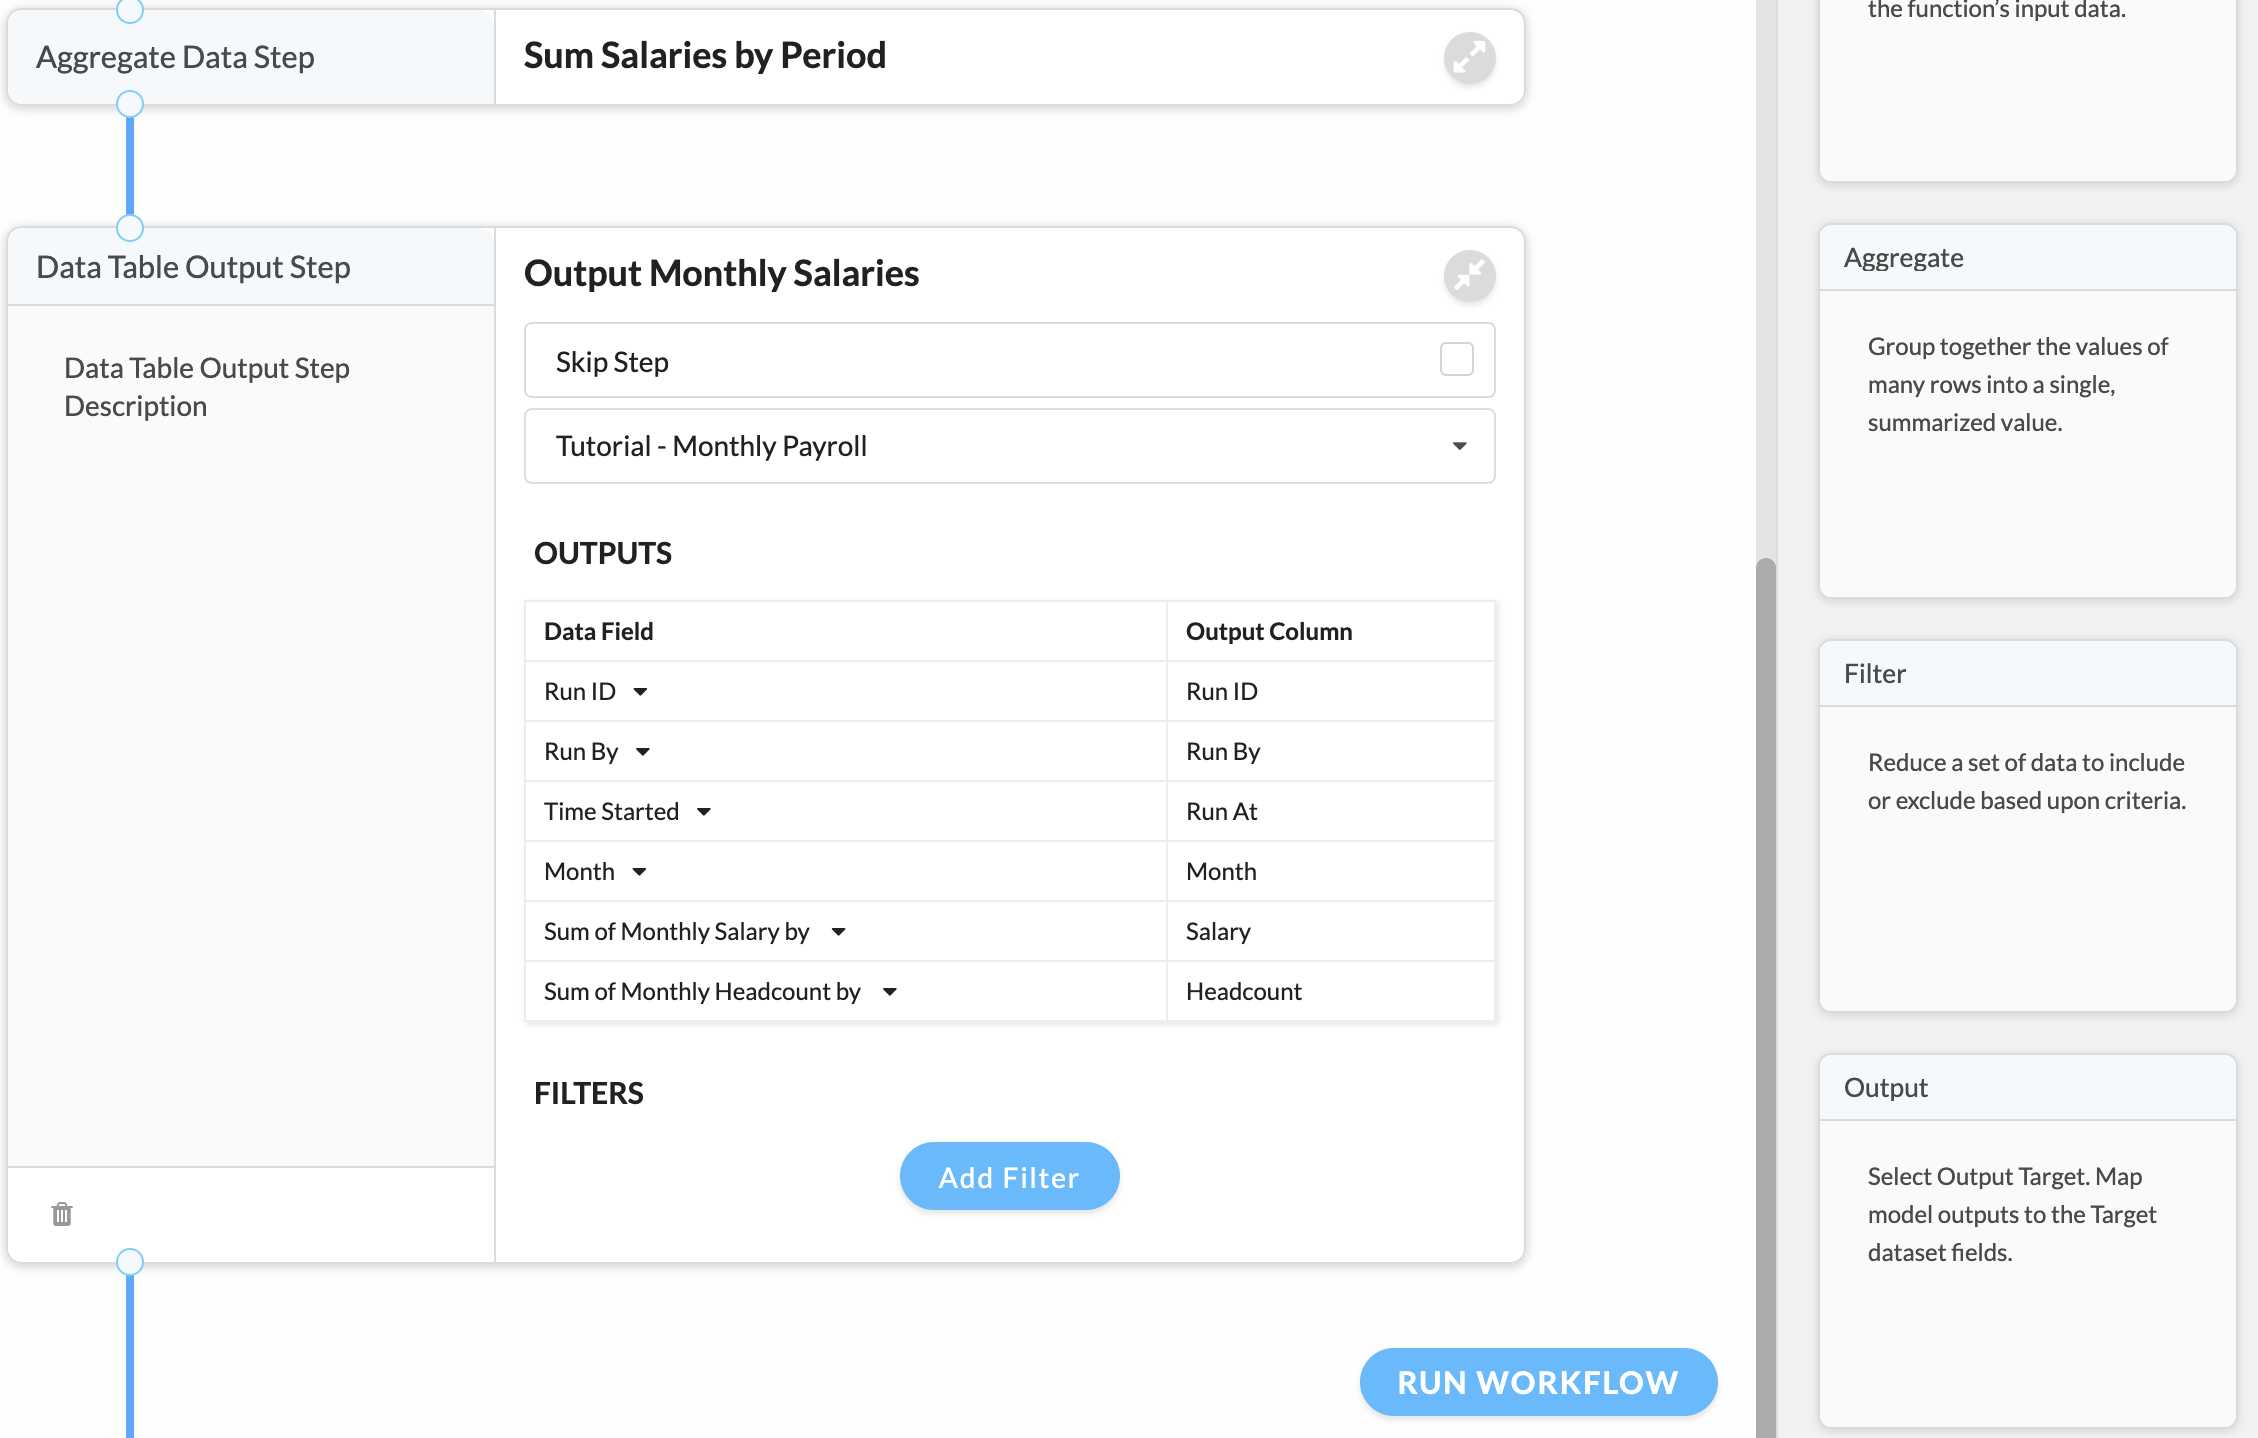 Aggregate Data Step
Sum Salaries by Period
Data Table Output Step
Data Table Output Step
Description
Output Monthly Salaries
Skip Step
Tutorial - Monthly Payroll
OUTPUTS
Data Field Output Column
Run ID Run ID
Run By Run By
Time Started Run At
Month Month
Sum of Monthly Salary by Salary
Sum of Monthly Headcount by Headcount
FILTERS
Add Filter
RUN WORKFLOW
the function's input data.
Aggregate
Group together the values of
many rows into a single,
summarized value.
Filter
Reduce a set of data to include
or exclude based upon criteria.
Output
Select Output Target. Map
model outputs to the Target
dataset fields.